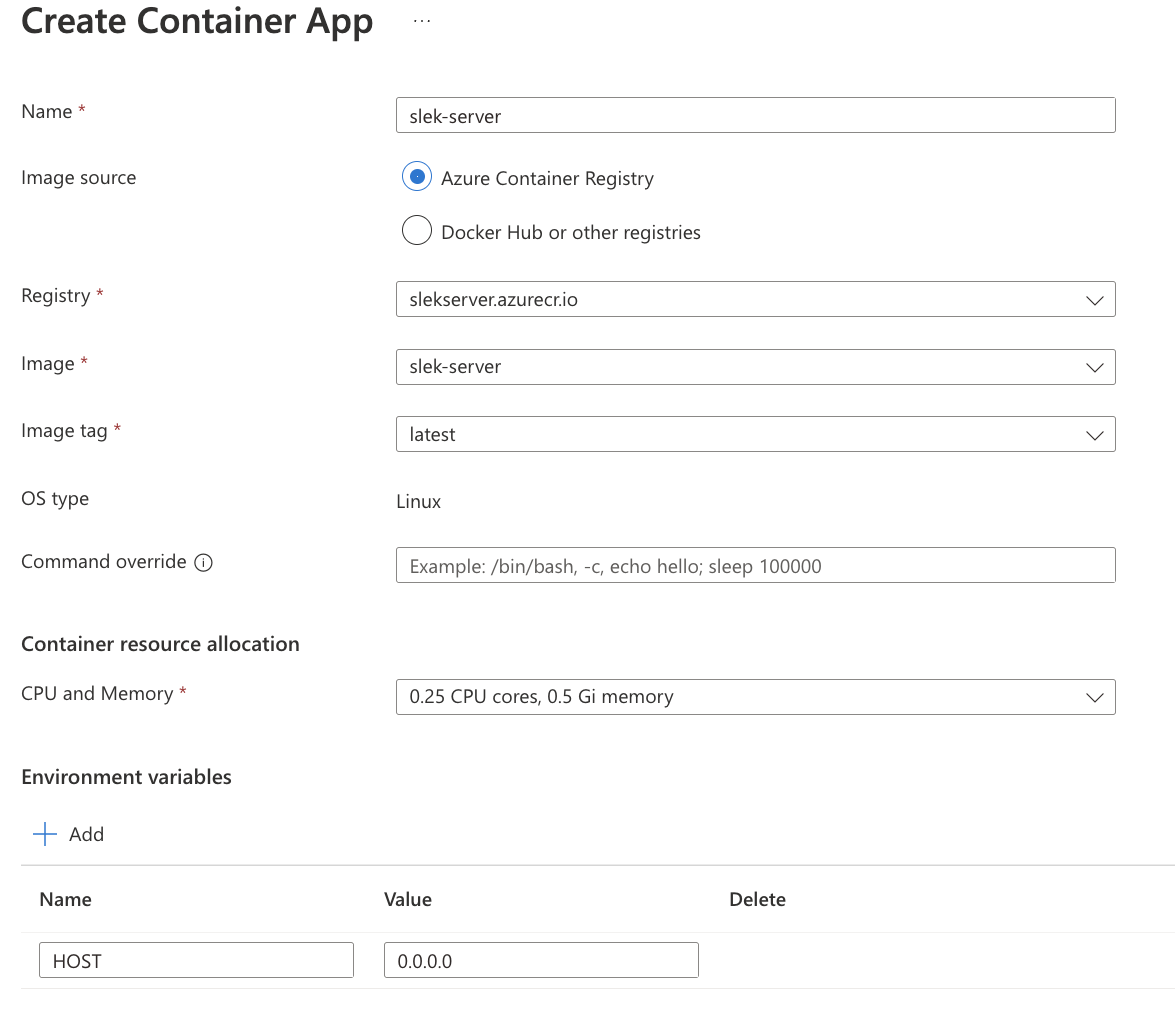 Create Container App ...
Name *
slek-server
Image source
Azure Container Registry
Docker Hub or other registries
Registry *
slekserver.azurecr.io
Image *
slek-server
Image tag *
latest
OS type
Linux
Command override
Example: /bin/bash, -c, echo hello; sleep 100000
Container resource allocation
CPU and Memory *
0.25 CPU cores, 0.5 Gi memory
Environment variables
Add
Name Value Delete
HOST 0.0.0.0